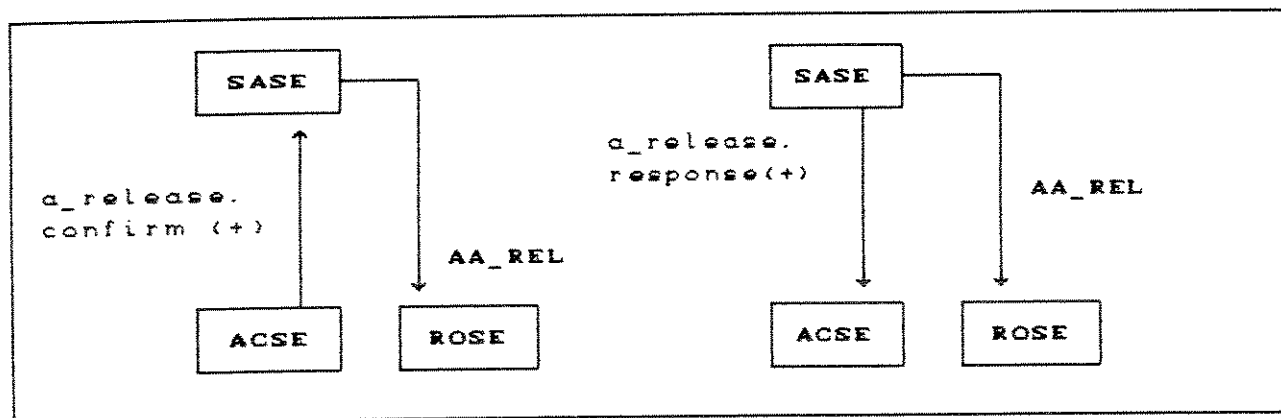 SASE
a_release.
confirm (+)
AA_REL
ACSE
ROSE
SASE
a_release.
response(+)
AA_REL
ACSE
ROSE